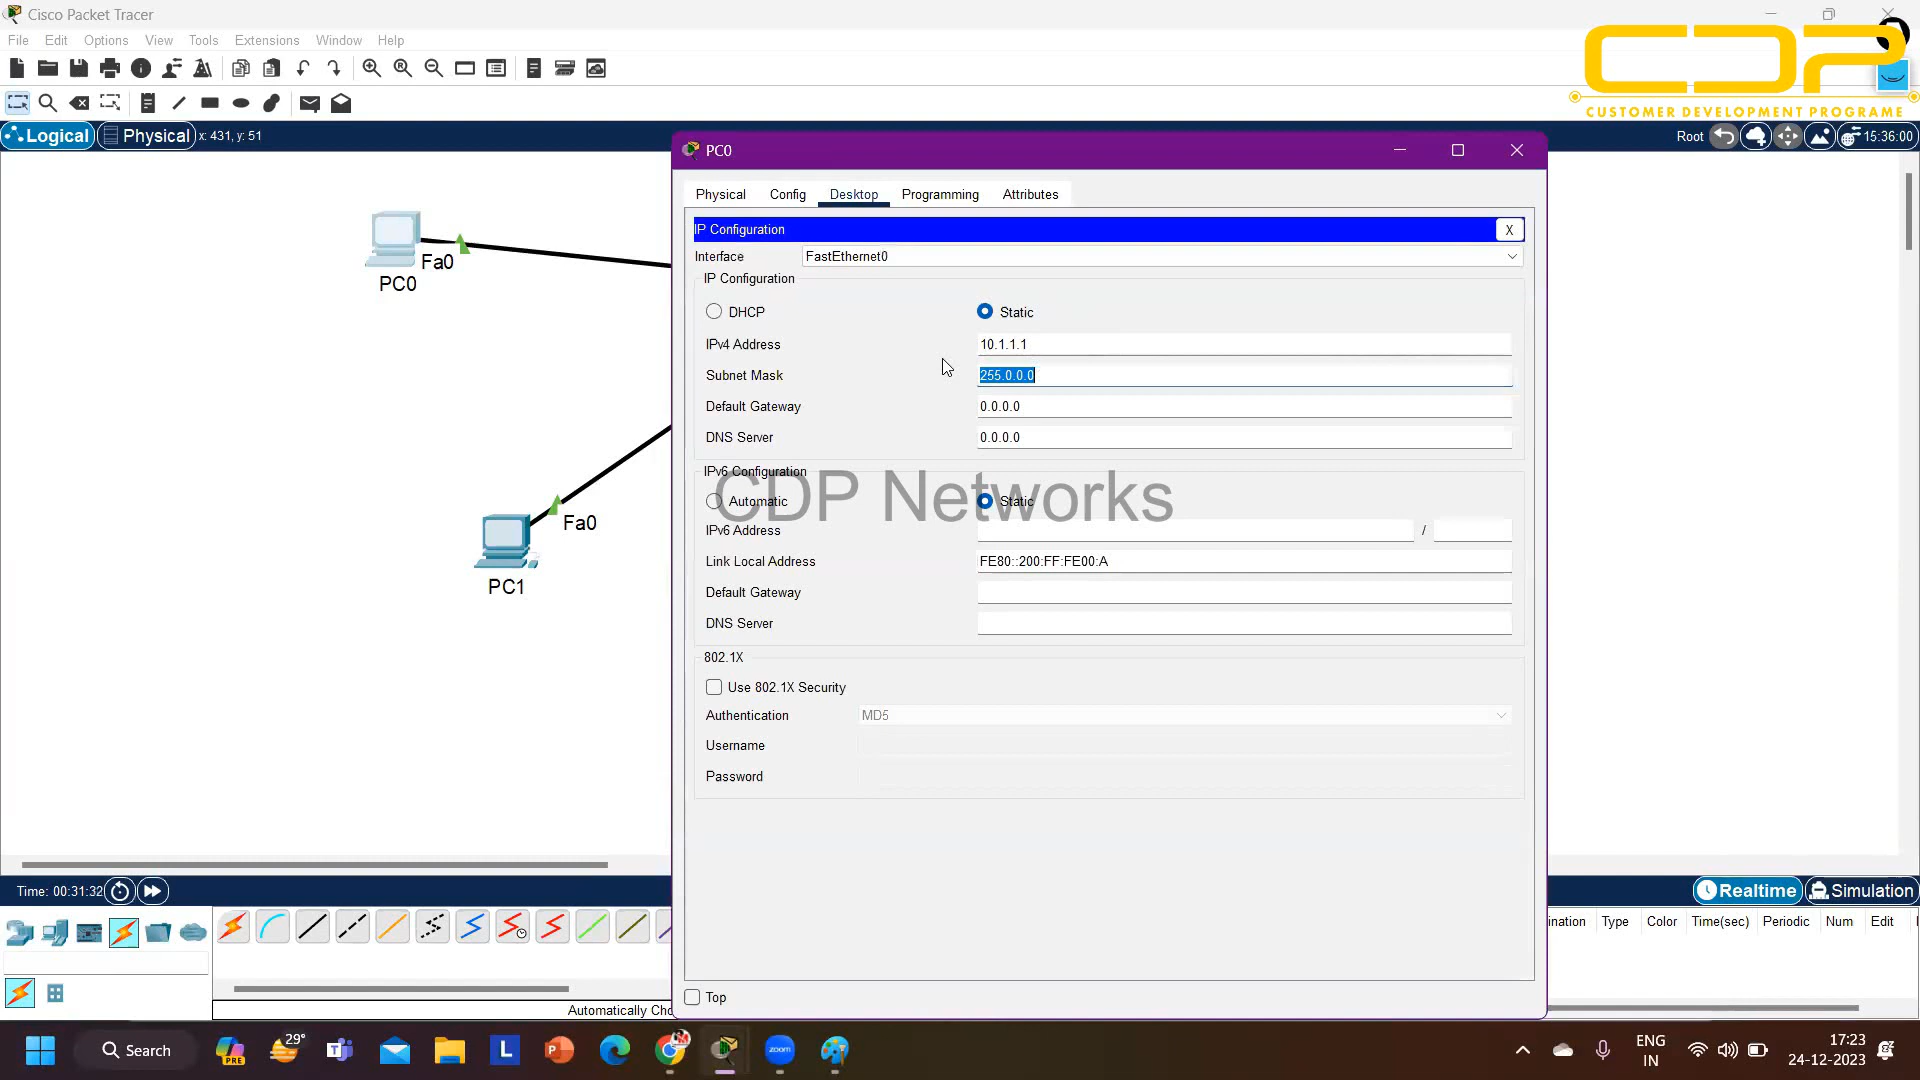 Cisco Packet Tracer
File Edit Options View Tools Extensions Window Help
CDP
CUSTOMER DEVELOPMENT PROGRAME
Logical Physical x: 431, y: 51
Root 15:36:00
PC0
Physical Config Desktop Programming Attributes
IP Configuration X
Interface FastEthernet0
IP Configuration
DHCP Static
IPv4 Address 10.1.1.1
Subnet Mask 255.0.0.0
Default Gateway 0.0.0.0
DNS Server 0.0.0.0
IPv6 Configuration
Automatic Static
CDP Networks
IPv6 Address /
Link Local Address FE80::200:FF:FE00:A
Default Gateway
DNS Server
802.1X
Use 802.1X Security
Authentication MD5
Username
Password
Top
Fa0
PC0
Fa0
PC1
Time: 00:31:32
Realtime Simulation
ination Type Color Time(sec) Periodic Num Edit
Automatically Cho
Search
PRE
29°
L
zoom
ENG
IN
17:23
24-12-2023